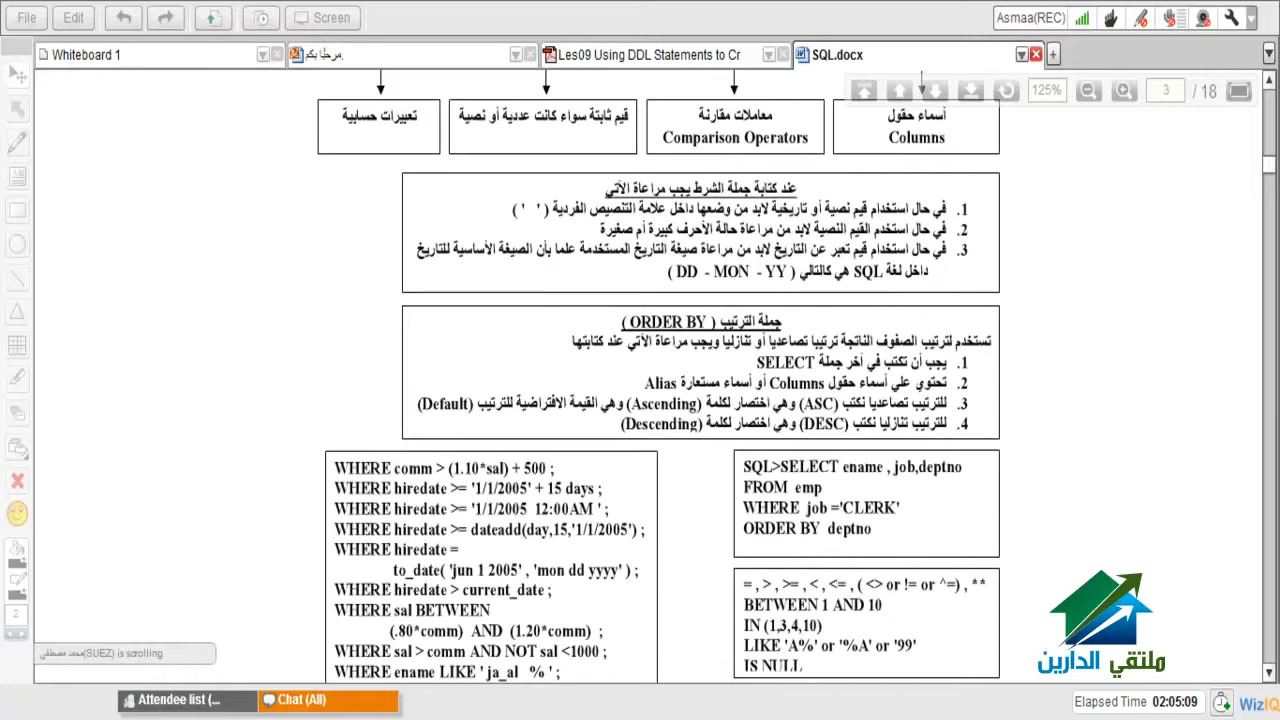 File
Edit
Screen
Asmaa(REC)
Whiteboard 1
مرحبًا بكم.
Les09 Using DDL Statements to Cr
SQL.docx
125%
3 / 18
أسماء حقول
Columns
معاملات مقارنة
Comparison Operators
قيم ثابتة سواء كانت عددية أو نصية
تعبيرات حسابية
عند كتابة جملة الشرط يجب مراعاة الآتي
1. في حال استخدام قيم نصية أو تاريخية لابد من وضعها داخل علامة التنصيص الفردية ( ' ' )
2. في حال استخدم القيم النصية لابد من مراعاة حالة الأحرف كبيرة أم صغيرة
3. في حال استخدام قيم تعبر عن التاريخ لابد من مراعاة صيغة التاريخ المستخدمة علما بأن الصيغة الأساسية للتاريخ
داخل لغة SQL هي كالتالي ( DD - MON - YY )
جملة الترتيب ( ORDER BY )
تستخدم لترتيب الصفوف الناتجة ترتيبا تصاعديا أو تنازليا ويجب مراعاة الآتي عند كتابتها
1. يجب أن تكتب في أخر جملة SELECT
2. تحتوي علي أسماء حقول Columns أو أسماء مستعارة Alias
3. للترتيب تصاعديا نكتب (ASC) وهي اختصار لكلمة (Ascending) وهي القيمة الافتراضية للترتيب (Default)
4. للترتيب تنازليا نكتب (DESC) وهي اختصار لكلمة (Descending)
WHERE comm > (1.10*sal) + 500 ;
WHERE hiredate >= '1/1/2005' + 15 days ;
WHERE hiredate >= '1/1/2005 12:00AM ' ;
WHERE hiredate >= dateadd(day,15,'1/1/2005') ;
WHERE hiredate =
to_date( 'jun 1 2005' , 'mon dd yyyy' ) ;
WHERE hiredate > current_date ;
WHERE sal BETWEEN
(.80*comm) AND (1.20*comm) ;
WHERE sal > comm AND NOT sal <1000 ;
WHERE ename LIKE ' ja_al % ' ;
SQL>SELECT ename , job,deptno
FROM emp
WHERE job ='CLERK'
ORDER BY deptno
= , > , >= , < , <= , ( <> or != or ^=) , **
BETWEEN 1 AND 10
IN (1,3,4,10)
LIKE 'A%' or '%A' or '99'
IS NULL
ملتقي الدارين
2
محمد مصطفى(SUEZ) is scrolling
Attendee list (...
Chat (All)
Elapsed Time 02:05:09
WizIQ